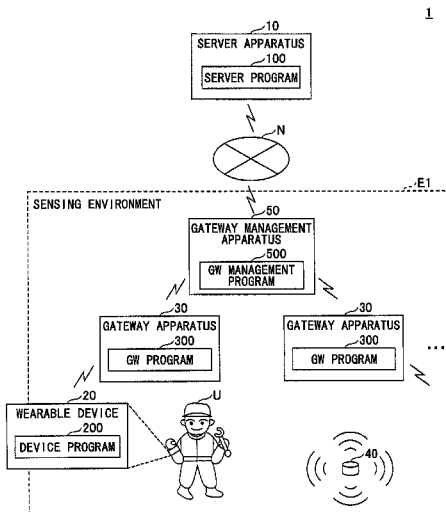 1
10
SERVER APPARATUS
100
SERVER PROGRAM
N
E1
SENSING ENVIRONMENT
50
GATEWAY MANAGEMENT
APPARATUS
500
GW MANAGEMENT
PROGRAM
30
GATEWAY APPARATUS
300
GW PROGRAM
30
GATEWAY APPARATUS
300
GW PROGRAM
...
20
WEARABLE DEVICE
200
DEVICE PROGRAM
U
40